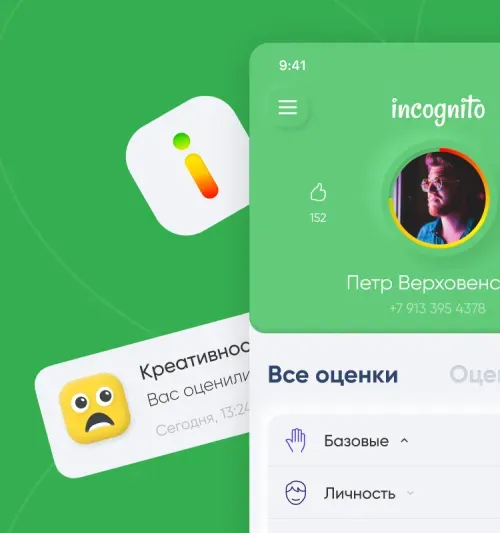 9:41
incognito
152
Петр Верховенс
+7 913 395 4378
Креативнос
Вас оценили
Сегодня, 13:24
Все оценки
Оце
Базовые
Личность